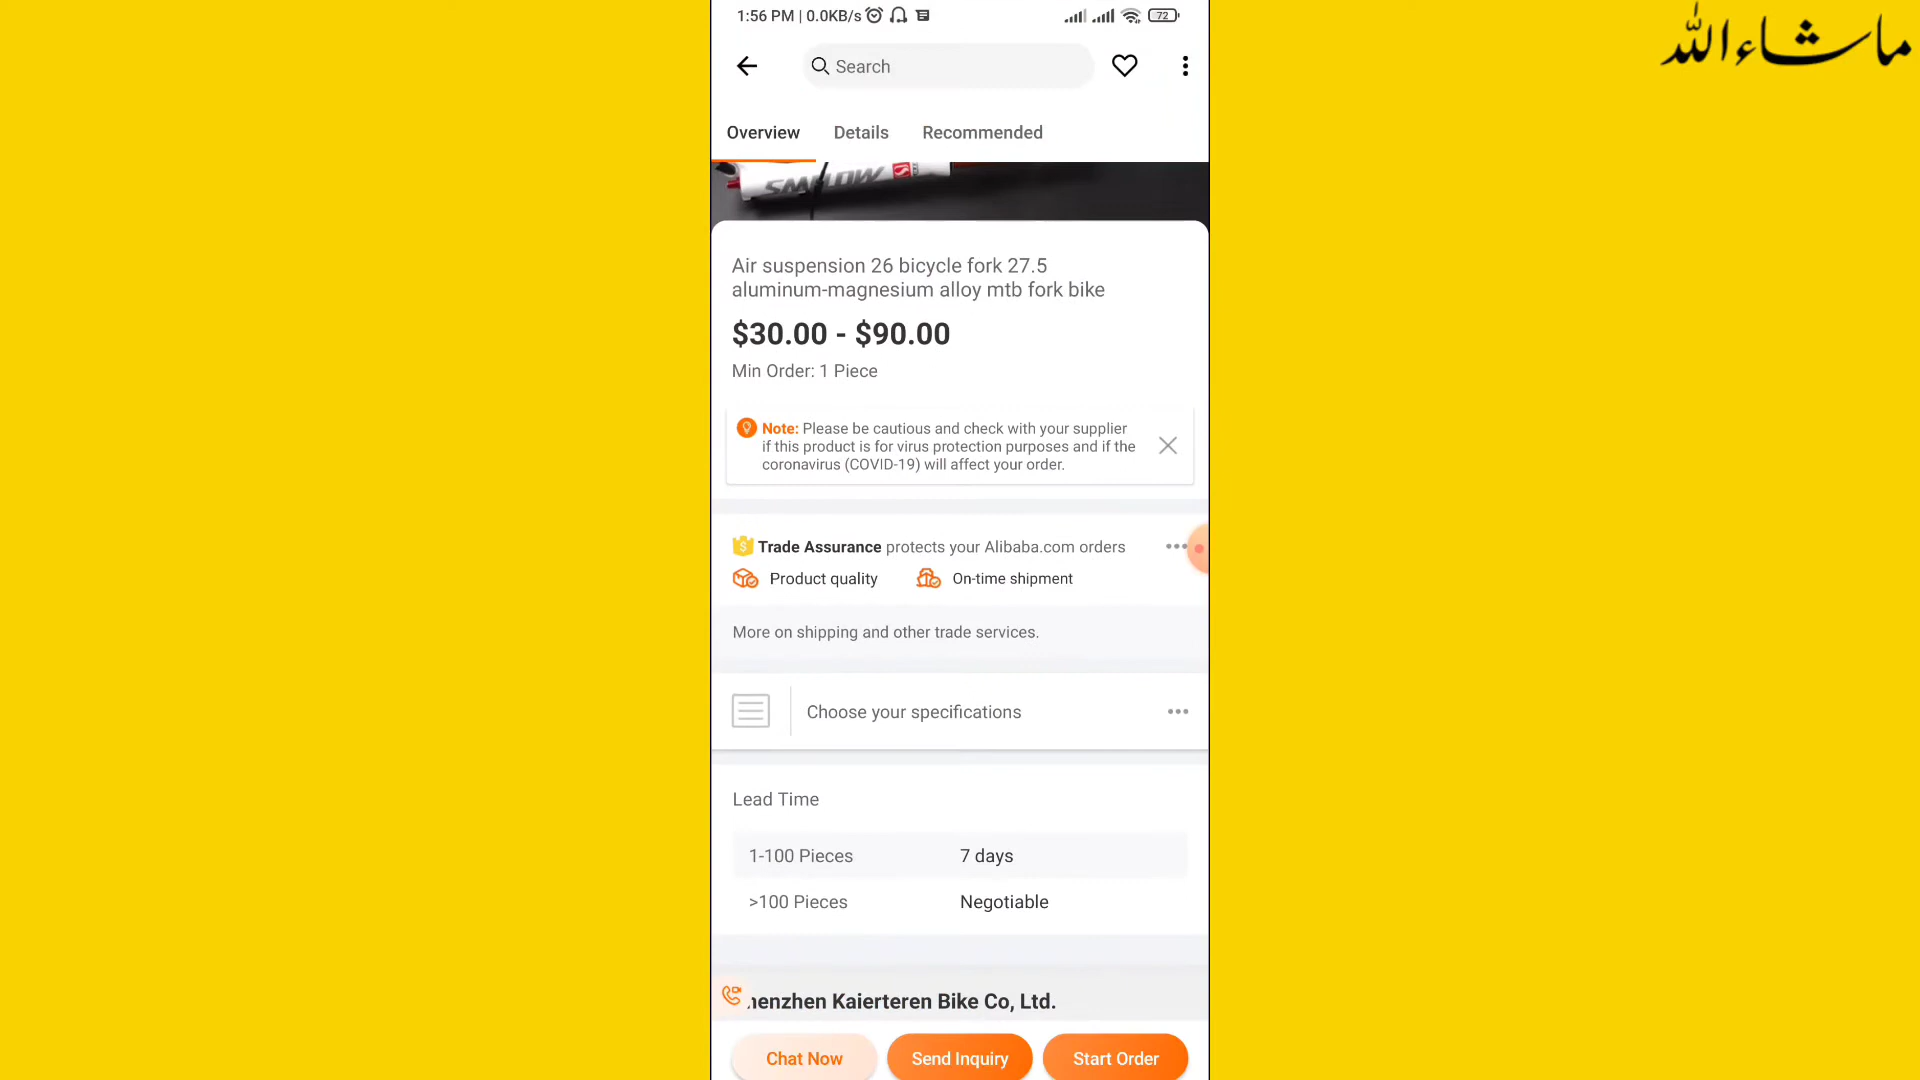 1:56 PM | 0.0KB/s
72
ماشاءالله
Search
Overview
Details
Recommended
Air suspension 26 bicycle fork 27.5
aluminum-magnesium alloy mtb fork bike
$30.00 - $90.00
Min Order: 1 Piece
Note: Please be cautious and check with your supplier
if this product is for virus protection purposes and if the
coronavirus (COVID-19) will affect your order.
Trade Assurance protects your Alibaba.com orders
Product quality
On-time shipment
More on shipping and other trade services.
Choose your specifications
Lead Time
1-100 Pieces
7 days
>100 Pieces
Negotiable
henzhen Kaierteren Bike Co, Ltd.
Chat Now
Send Inquiry
Start Order